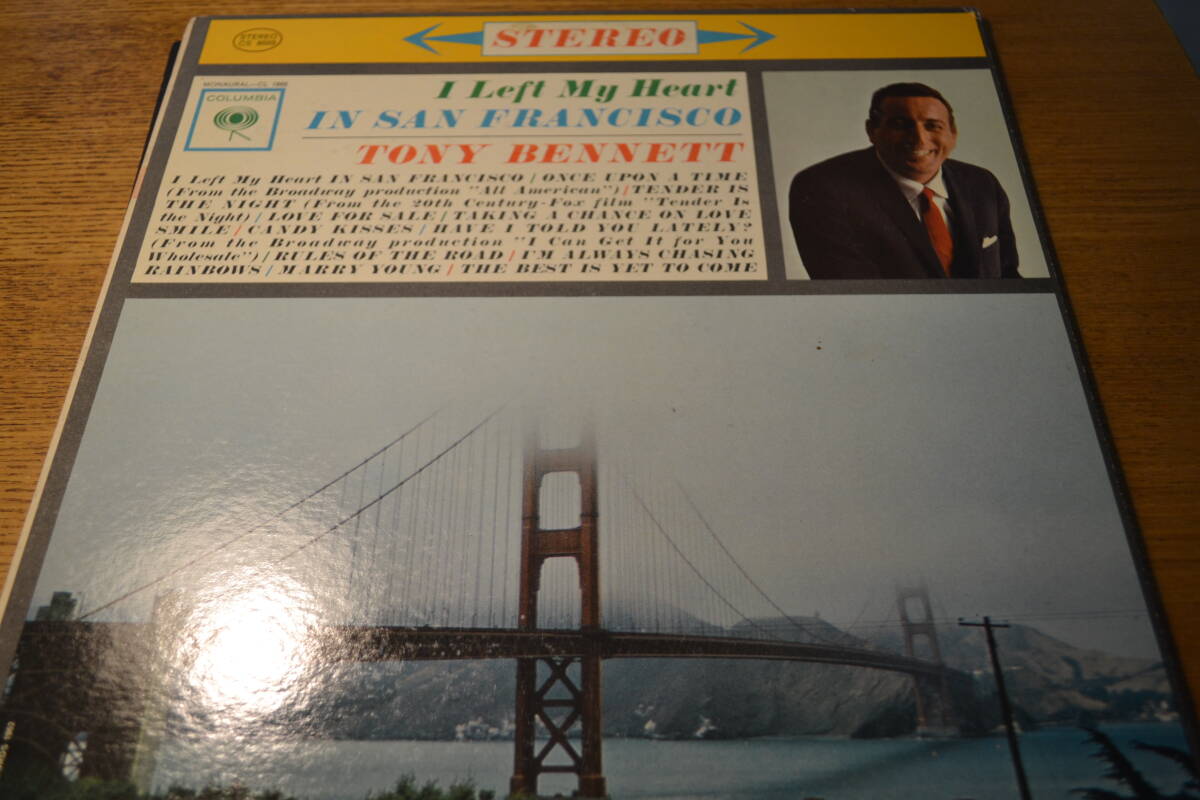 STEREO
CS 8669
STEREO
MONAURAL—CL 1869
COLUMBIA
I Left My Heart
IN SAN FRANCISCO
TONY BENNETT
I Left My Heart IN SAN FRANCISCO / ONCE UPON A TIME
(From the Broadway production "All American") / TENDER IS
THE NIGHT (From the 20th Century-Fox film "Tender Is
the Night) / LOVE FOR SALE / TAKING A CHANCE ON LOVE
SMILE / CANDY KISSES / HAVE I TOLD YOU LATELY?
(From the Broadway production "I Can Get It for You
Wholesale") / RULES OF THE ROAD / I'M ALWAYS CHASING
RAINBOWS / MARRY YOUNG / THE BEST IS YET TO COME